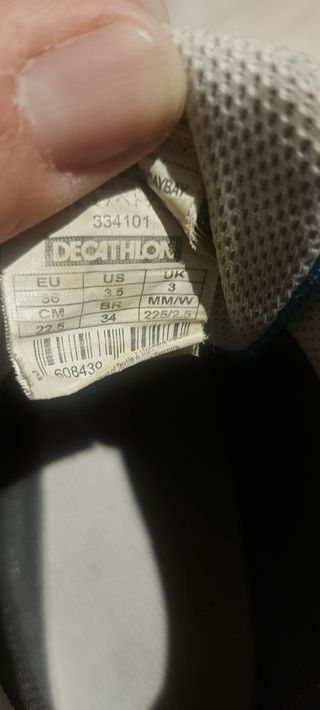 334101
DECATHLON
EU US UK
36 3.5 3
CM BR MM/W
22.5 34 225/2.5
3 608439